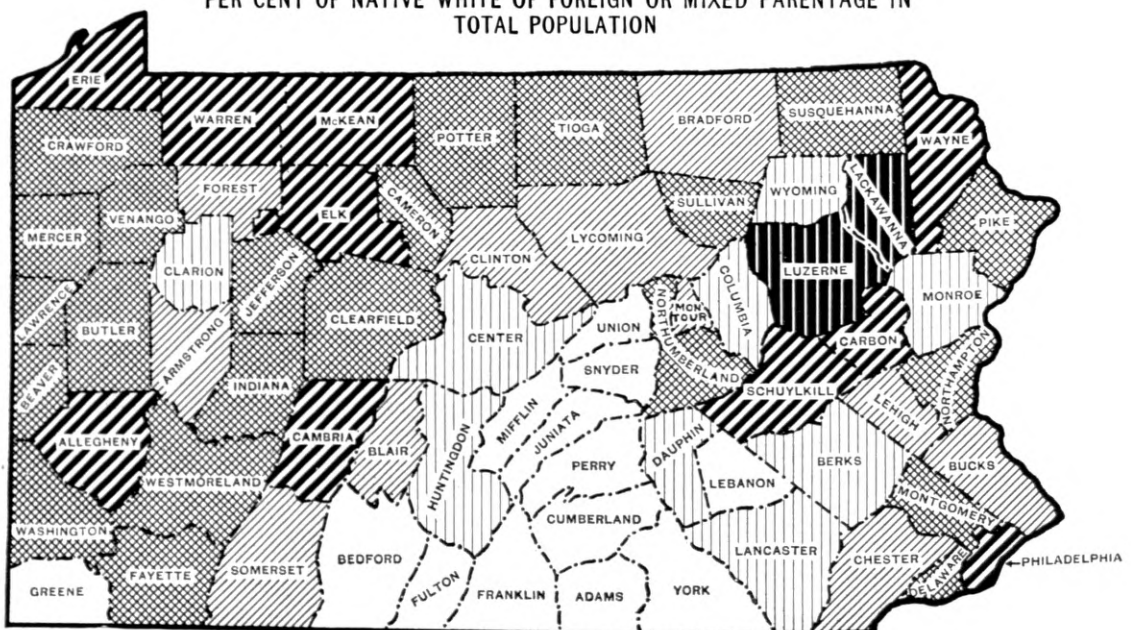 PER CENT OF NATIVE WHITE OF FOREIGN OR MIXED PARENTAGE IN
TOTAL POPULATION
ERIE
WARREN
McKEAN
POTTER
TIOGA
BRADFORD
SUSQUEHANNA
WAYNE
CRAWFORD
FOREST
ELK
CAMERON
SULLIVAN
WYOMING
LACKAWANNA
PIKE
MERCER
VENANGO
CLARION
JEFFERSON
CLINTON
LYCOMING
COLUMBIA
LUZERNE
MONROE
LAWRENCE
BUTLER
ARMSTRONG
CLEARFIELD
CENTER
UNION
MON
TOUR
NORTHUMBERLAND
CARBON
NORTHAMPTON
BEAVER
INDIANA
SNYDER
SCHUYLKILL
LEHIGH
ALLEGHENY
CAMBRIA
BLAIR
HUNTINGDON
MIFFLIN
JUNIATA
PERRY
DAUPHIN
LEBANON
BERKS
BUCKS
WESTMORELAND
CUMBERLAND
MONTGOMERY
WASHINGTON
FAYETTE
SOMERSET
BEDFORD
LANCASTER
CHESTER
DELAWARE
PHILADELPHIA
GREENE
FULTON
FRANKLIN
ADAMS
YORK